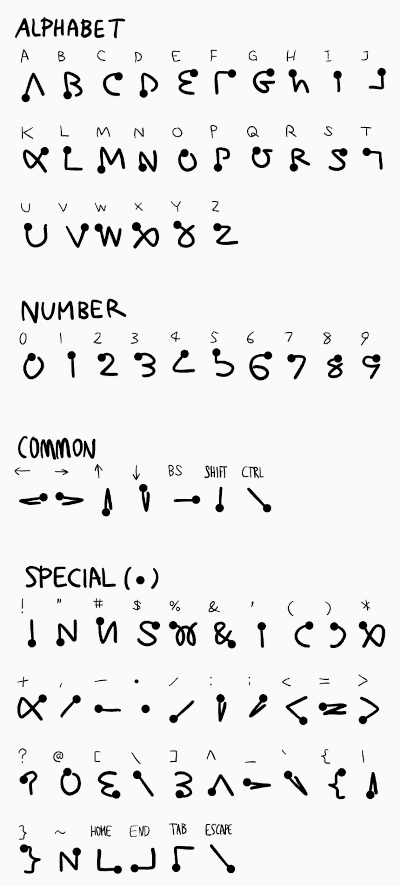 ALPHABET
A B C D E F G H I J
K L M N O P Q R S T
U V W X Y Z
NUMBER
0 1 2 3 4 5 6 7 8 9
COMMON
← → ↑ ↓ BS SHIFT CTRL
SPECIAL (•)
! " # $ % & ' ( ) *
+ , - • / : ; < = >
? @ [ \ ] ^ _ ` { |
} ~ HOME END TAB ESCAPE